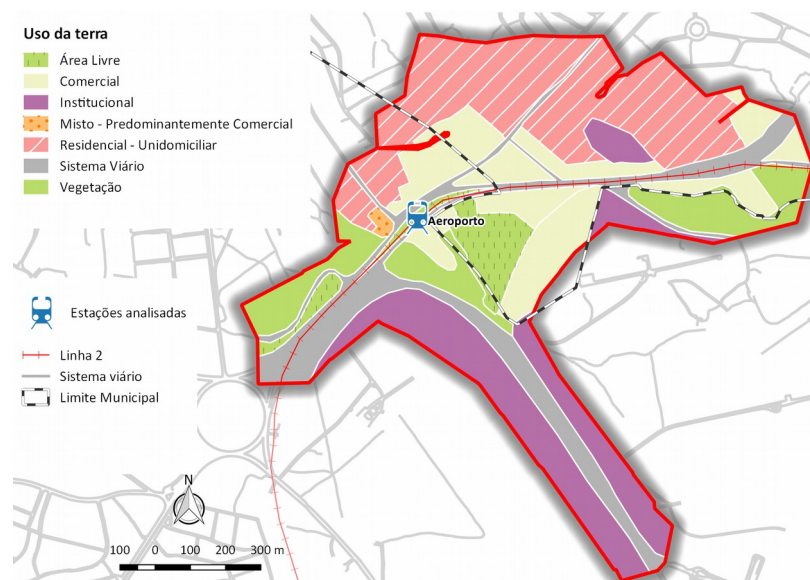 Uso da terra
Área Livre
Comercial
Institucional
Misto - Predominantemente Comercial
Residencial - Unidomiciliar
Sistema Viário
Vegetação
Aeroporto
Estações analisadas
Linha 2
Sistema viário
Limite Municipal
N
100 0 100 200 300 m